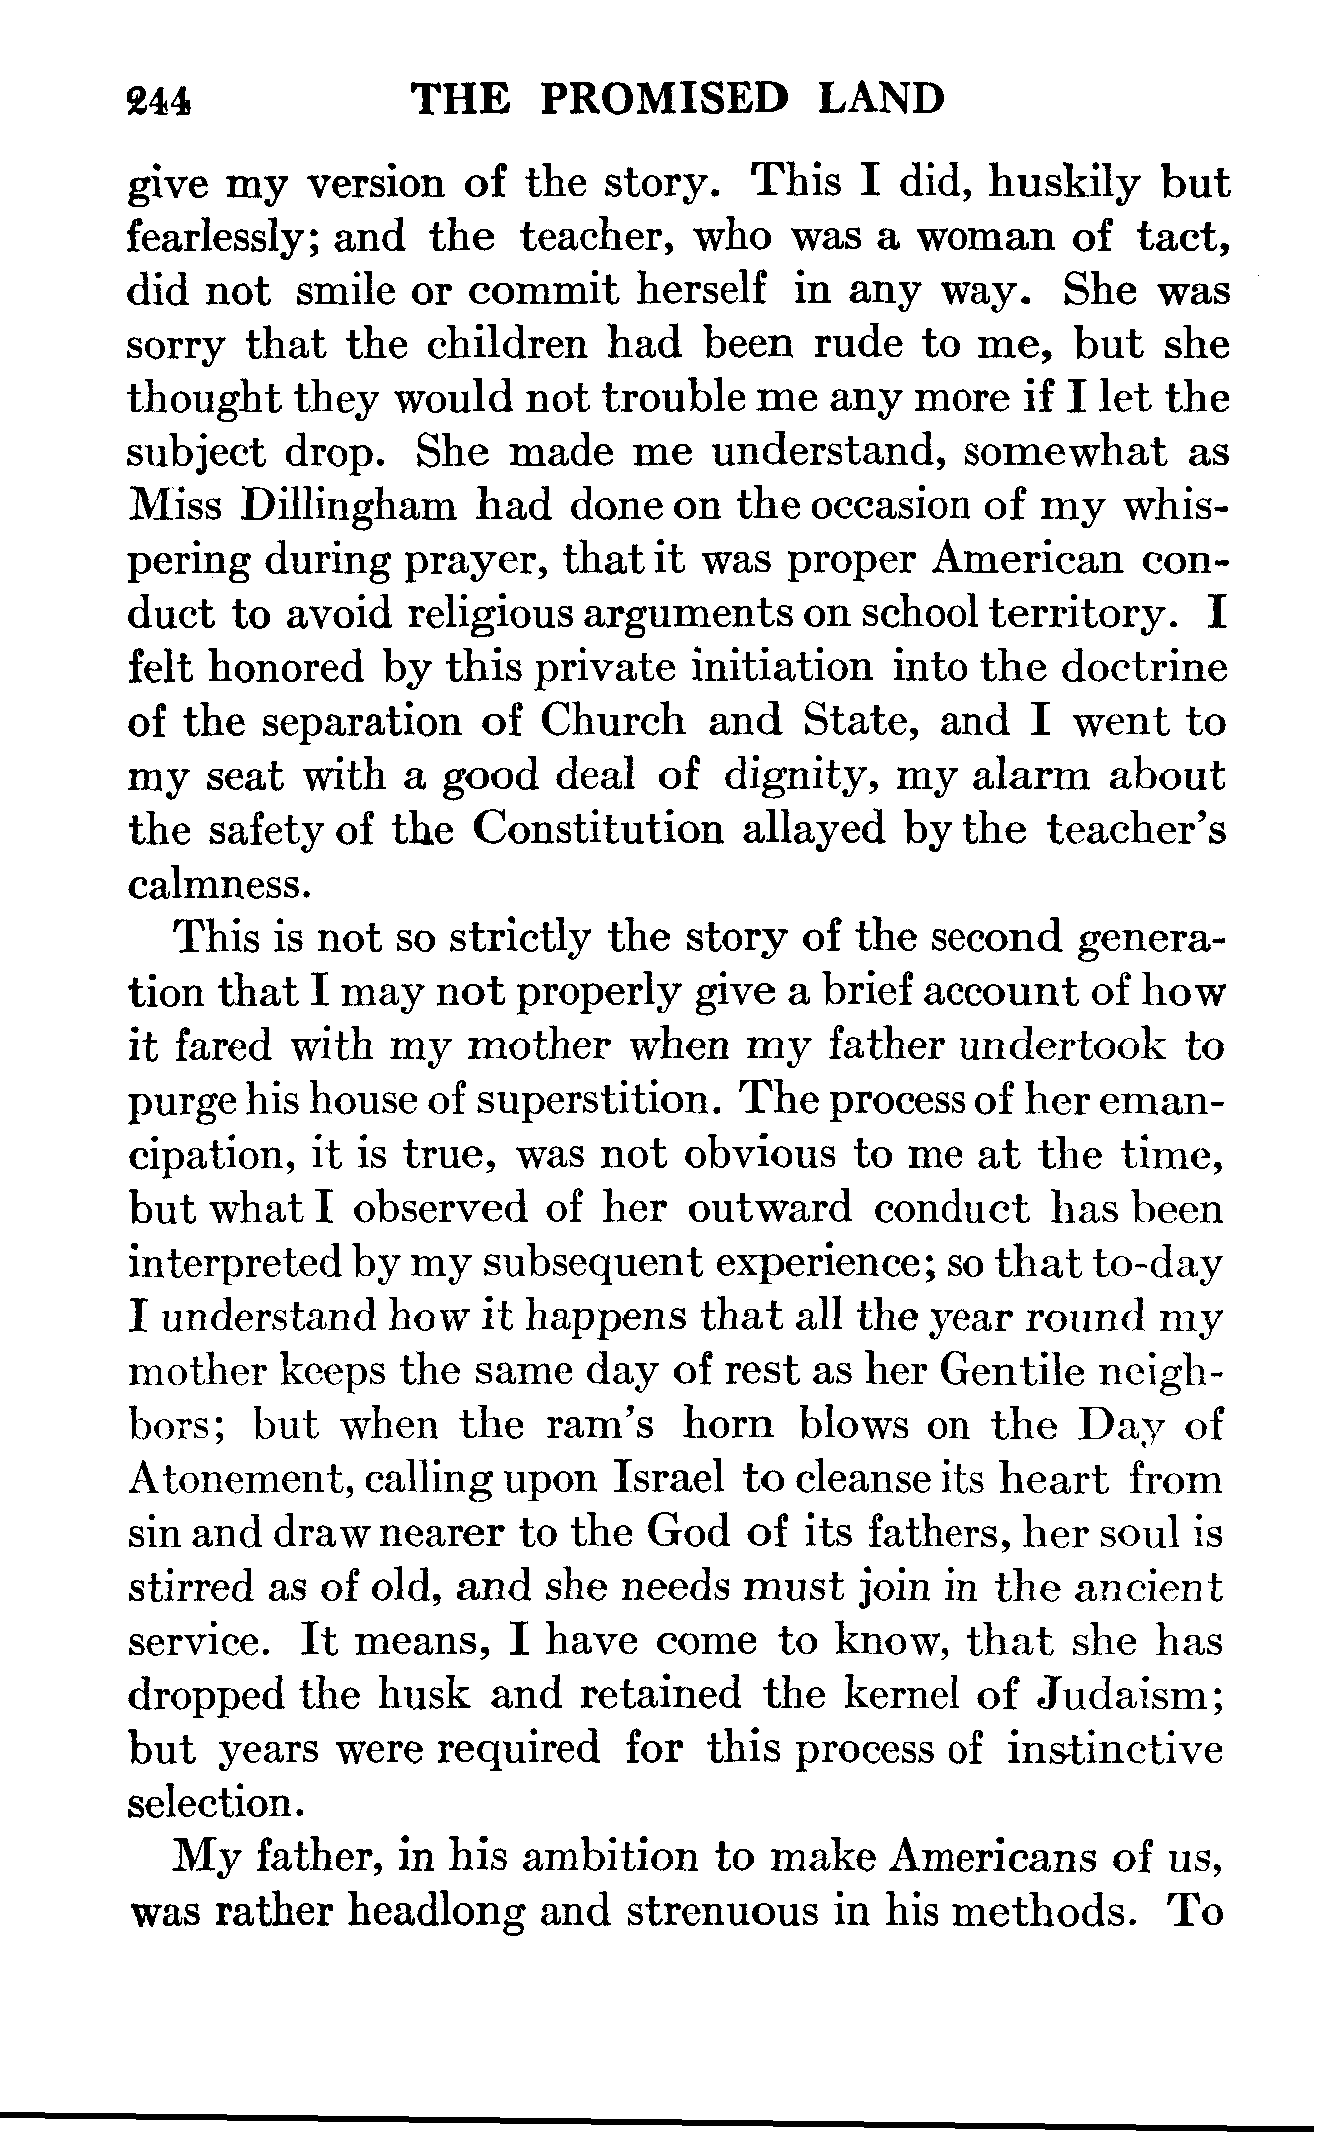 244 THE PROMISED LAND
give my version of the story. This I did, huskily but
fearlessly; and the teacher, who was a woman of tact,
did not smile or commit herself in any way. She was
sorry that the children had been rude to me, but she
thought they would not trouble me any more if I let the
subject drop. She made me understand, somewhat as
Miss Dillingham had done on the occasion of my whis-
pering during prayer, that it was proper American con-
duct to avoid religious arguments on school territory. I
felt honored by this private initiation into the doctrine
of the separation of Church and State, and I went to
my seat with a good deal of dignity, my alarm about
the safety of the Constitution allayed by the teacher's
calmness.
This is not so strictly the story of the second genera-
tion that I may not properly give a brief account of how
it fared with my mother when my father undertook to
purge his house of superstition. The process of her eman-
cipation, it is true, was not obvious to me at the time,
but what I observed of her outward conduct has been
interpreted by my subsequent experience; so that to-day
I understand how it happens that all the year round my
mother keeps the same day of rest as her Gentile neigh-
bors; but when the ram's horn blows on the Day of
Atonement, calling upon Israel to cleanse its heart from
sin and draw nearer to the God of its fathers, her soul is
stirred as of old, and she needs must join in the ancient
service. It means, I have come to know, that she has
dropped the husk and retained the kernel of Judaism;
but years were required for this process of instinctive
selection.
My father, in his ambition to make Americans of us,
was rather headlong and strenuous in his methods. To